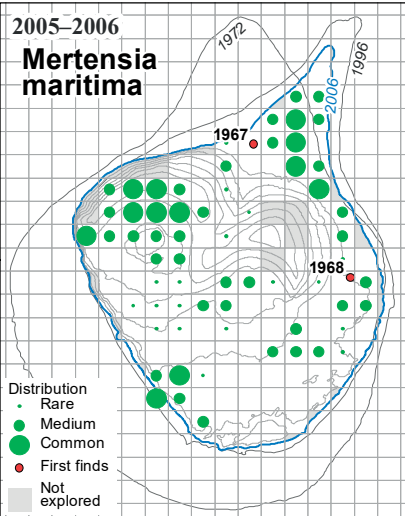 2005–2006
Mertensia
maritima
1972
1996
2006
1967
1968
Distribution
Rare
Medium
Common
First finds
Not
explored